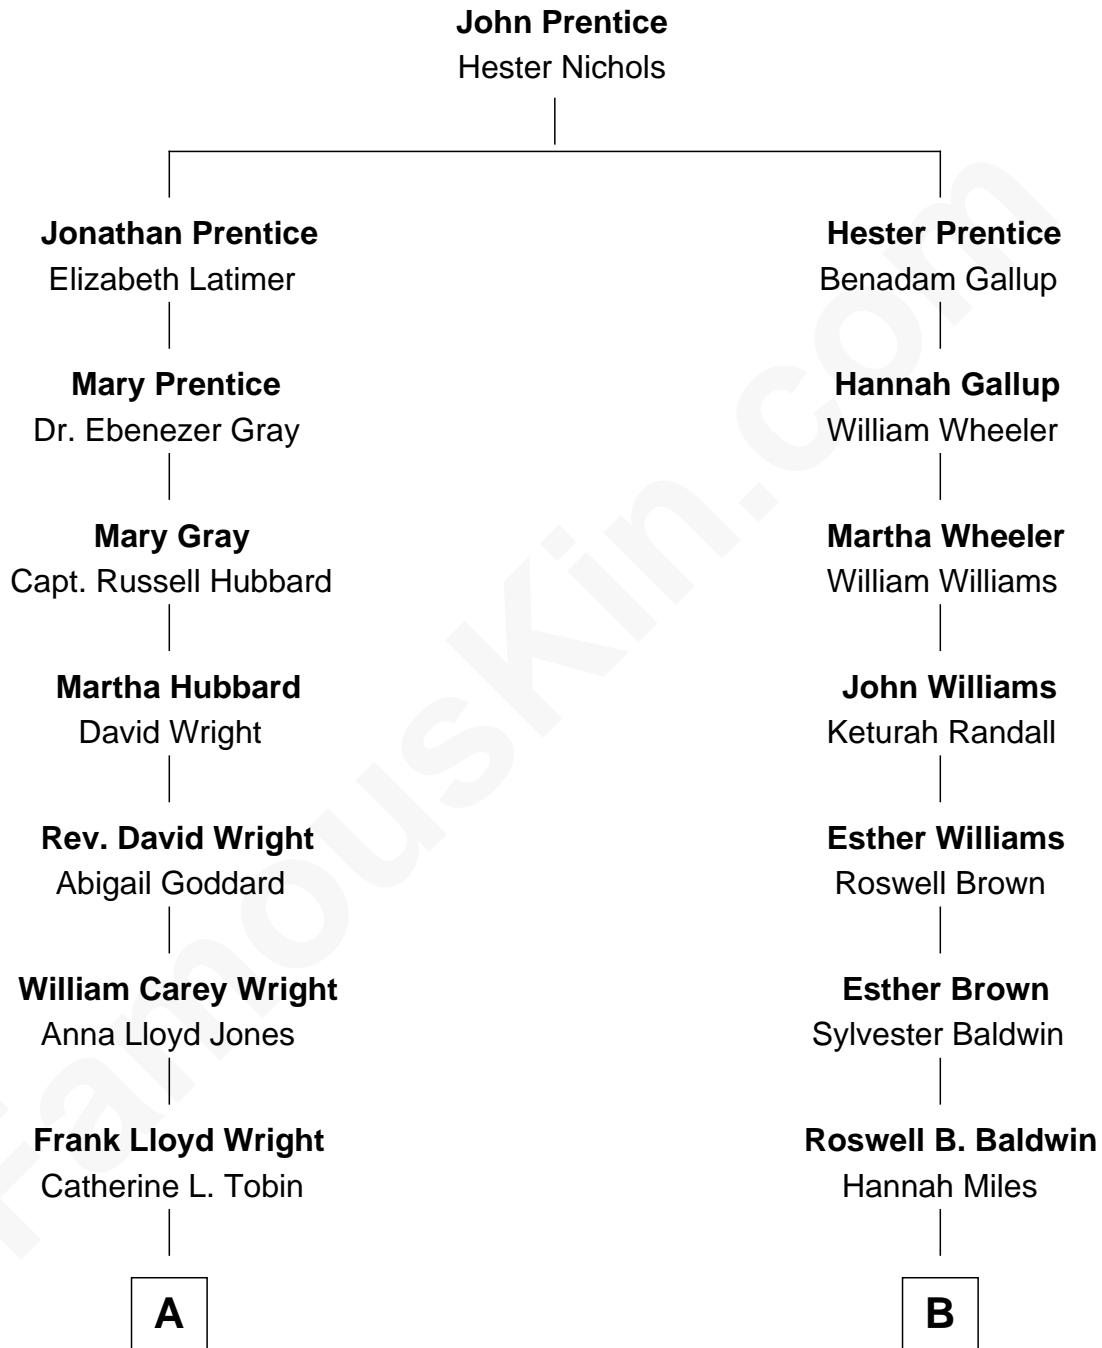 John Prentice
Hester Nichols
Jonathan Prentice
Elizabeth Latimer
Hester Prentice
Benadam Gallup
Mary Prentice
Dr. Ebenezer Gray
Hannah Gallup
William Wheeler
Mary Gray
Capt. Russell Hubbard
Martha Wheeler
William Williams
Martha Hubbard
David Wright
John Williams
Keturah Randall
Rev. David Wright
Abigail Goddard
Esther Williams
Roswell Brown
William Carey Wright
Anna Lloyd Jones
Esther Brown
Sylvester Baldwin
Frank Lloyd Wright
Catherine L. Tobin
Roswell B. Baldwin
Hannah Miles
A
B
FamousKin.com